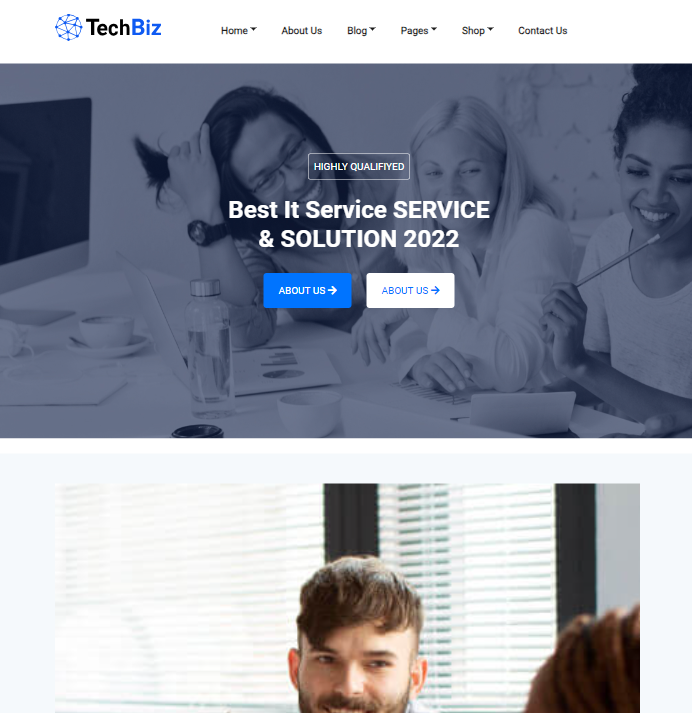 TechBiz
Home About Us Blog Pages Shop Contact Us
HIGHLY QUALIFIYED
Best It Service SERVICE
& SOLUTION 2022
ABOUT US ABOUT US